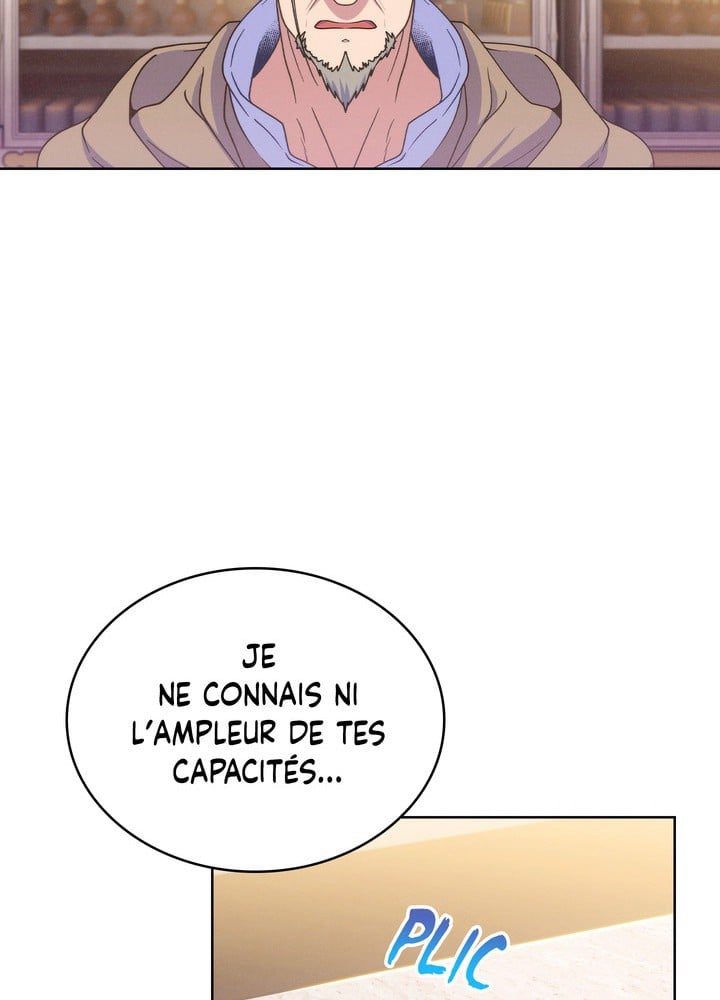 JE
NE CONNAIS NI
L'AMPLEUR DE TES
CAPACITÉS...
PLIC